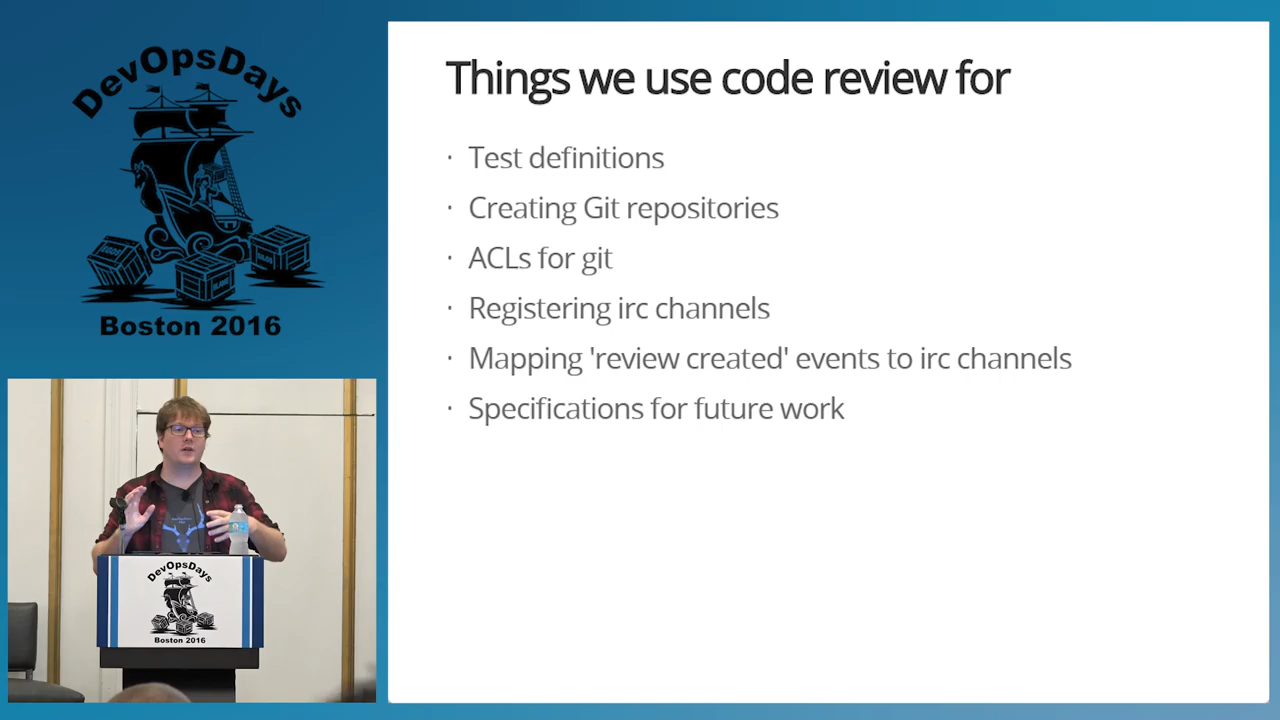 DevOpsDays
Boston 2016
Things we use code review for
· Test definitions
· Creating Git repositories
· ACLs for git
· Registering irc channels
· Mapping 'review created' events to irc channels
· Specifications for future work
DevOpsDays
Boston 2016